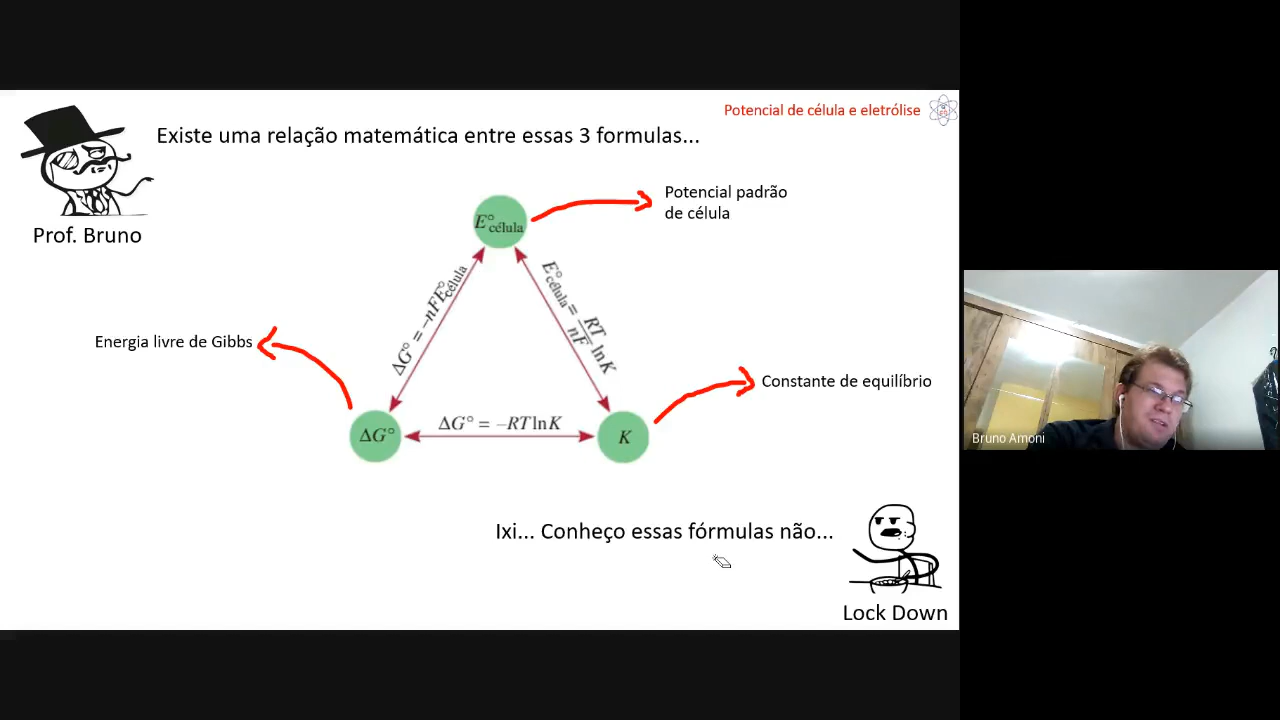 Potencial de célula e eletrólise
Existe uma relação matemática entre essas 3 formulas...
Prof. Bruno
Potencial padrão
de célula
E°célula
ΔG° = –nFE°célula
E°célula = RT/nF ln K
Energia livre de Gibbs
Constante de equilíbrio
ΔG°
ΔG° = –RT ln K
K
Bruno Amoni
Ixi... Conheço essas fórmulas não...
Lock Down